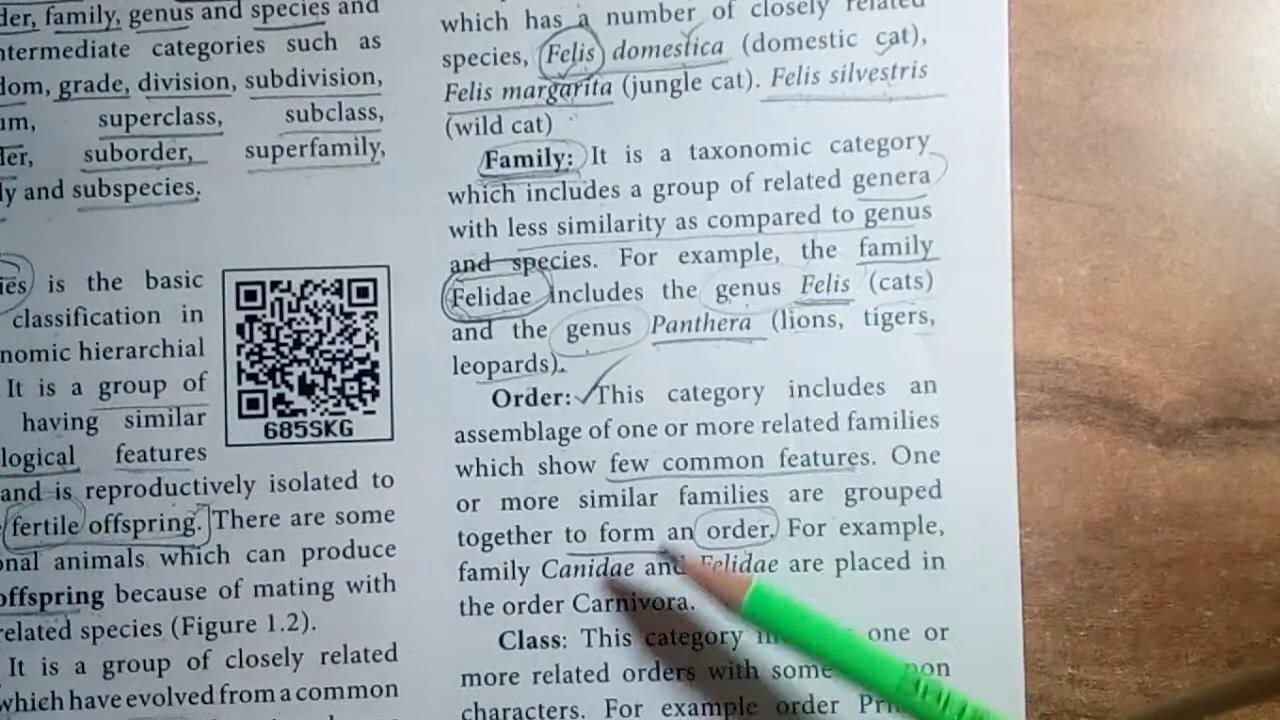 der, family, genus and species and
intermediate categories such as
dom, grade, division, subdivision,
um, superclass, subclass,
der, suborder, superfamily,
ly and subspecies.
ies is the basic
classification in
nomic hierarchial
It is a group of
having similar
logical features
and is reproductively isolated to
fertile offspring. There are some
onal animals which can produce
offspring because of mating with
related species (Figure 1.2).
It is a group of closely related
which have evolved from a common
685SKG
which has a number of closely related
species, Felis domestica (domestic cat),
Felis margarita (jungle cat). Felis silvestris
(wild cat)
Family: It is a taxonomic category
which includes a group of related genera
with less similarity as compared to genus
and species. For example, the family
Felidae includes the genus Felis (cats)
and the genus Panthera (lions, tigers,
leopards).
Order: This category includes an
assemblage of one or more related families
which show few common features. One
or more similar families are grouped
together to form an order. For example,
family Canidae and Felidae are placed in
the order Carnivora.
Class: This category one or
more related orders with some
characters. For example order